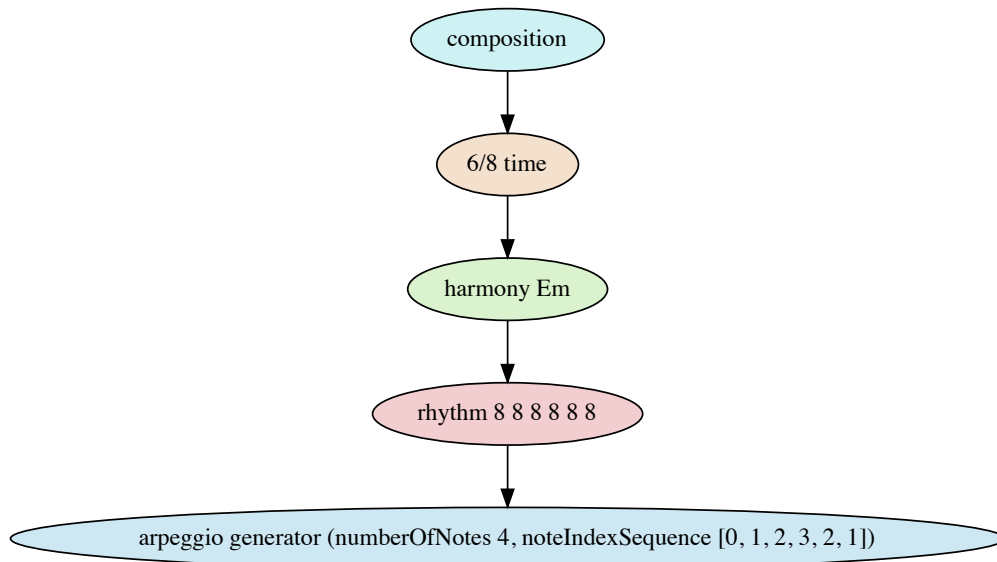 composition
6/8 time
harmony Em
rhythm 8 8 8 8 8 8
arpeggio generator (numberOfNotes 4, noteIndexSequence [0, 1, 2, 3, 2, 1])